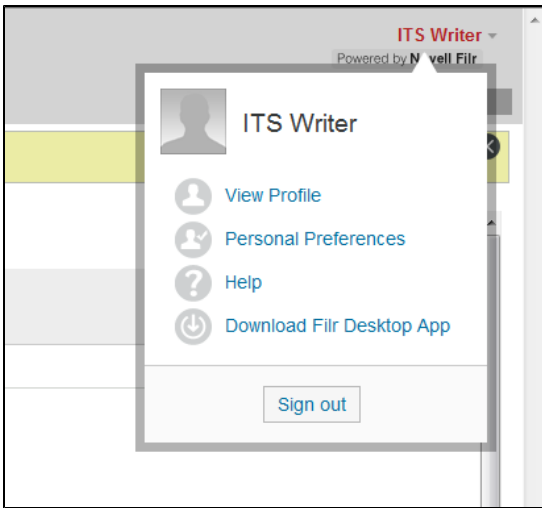 ITS Writer
Powered by Novell Filr
ITS Writer
View Profile
Personal Preferences
Help
Download Filr Desktop App
Sign out